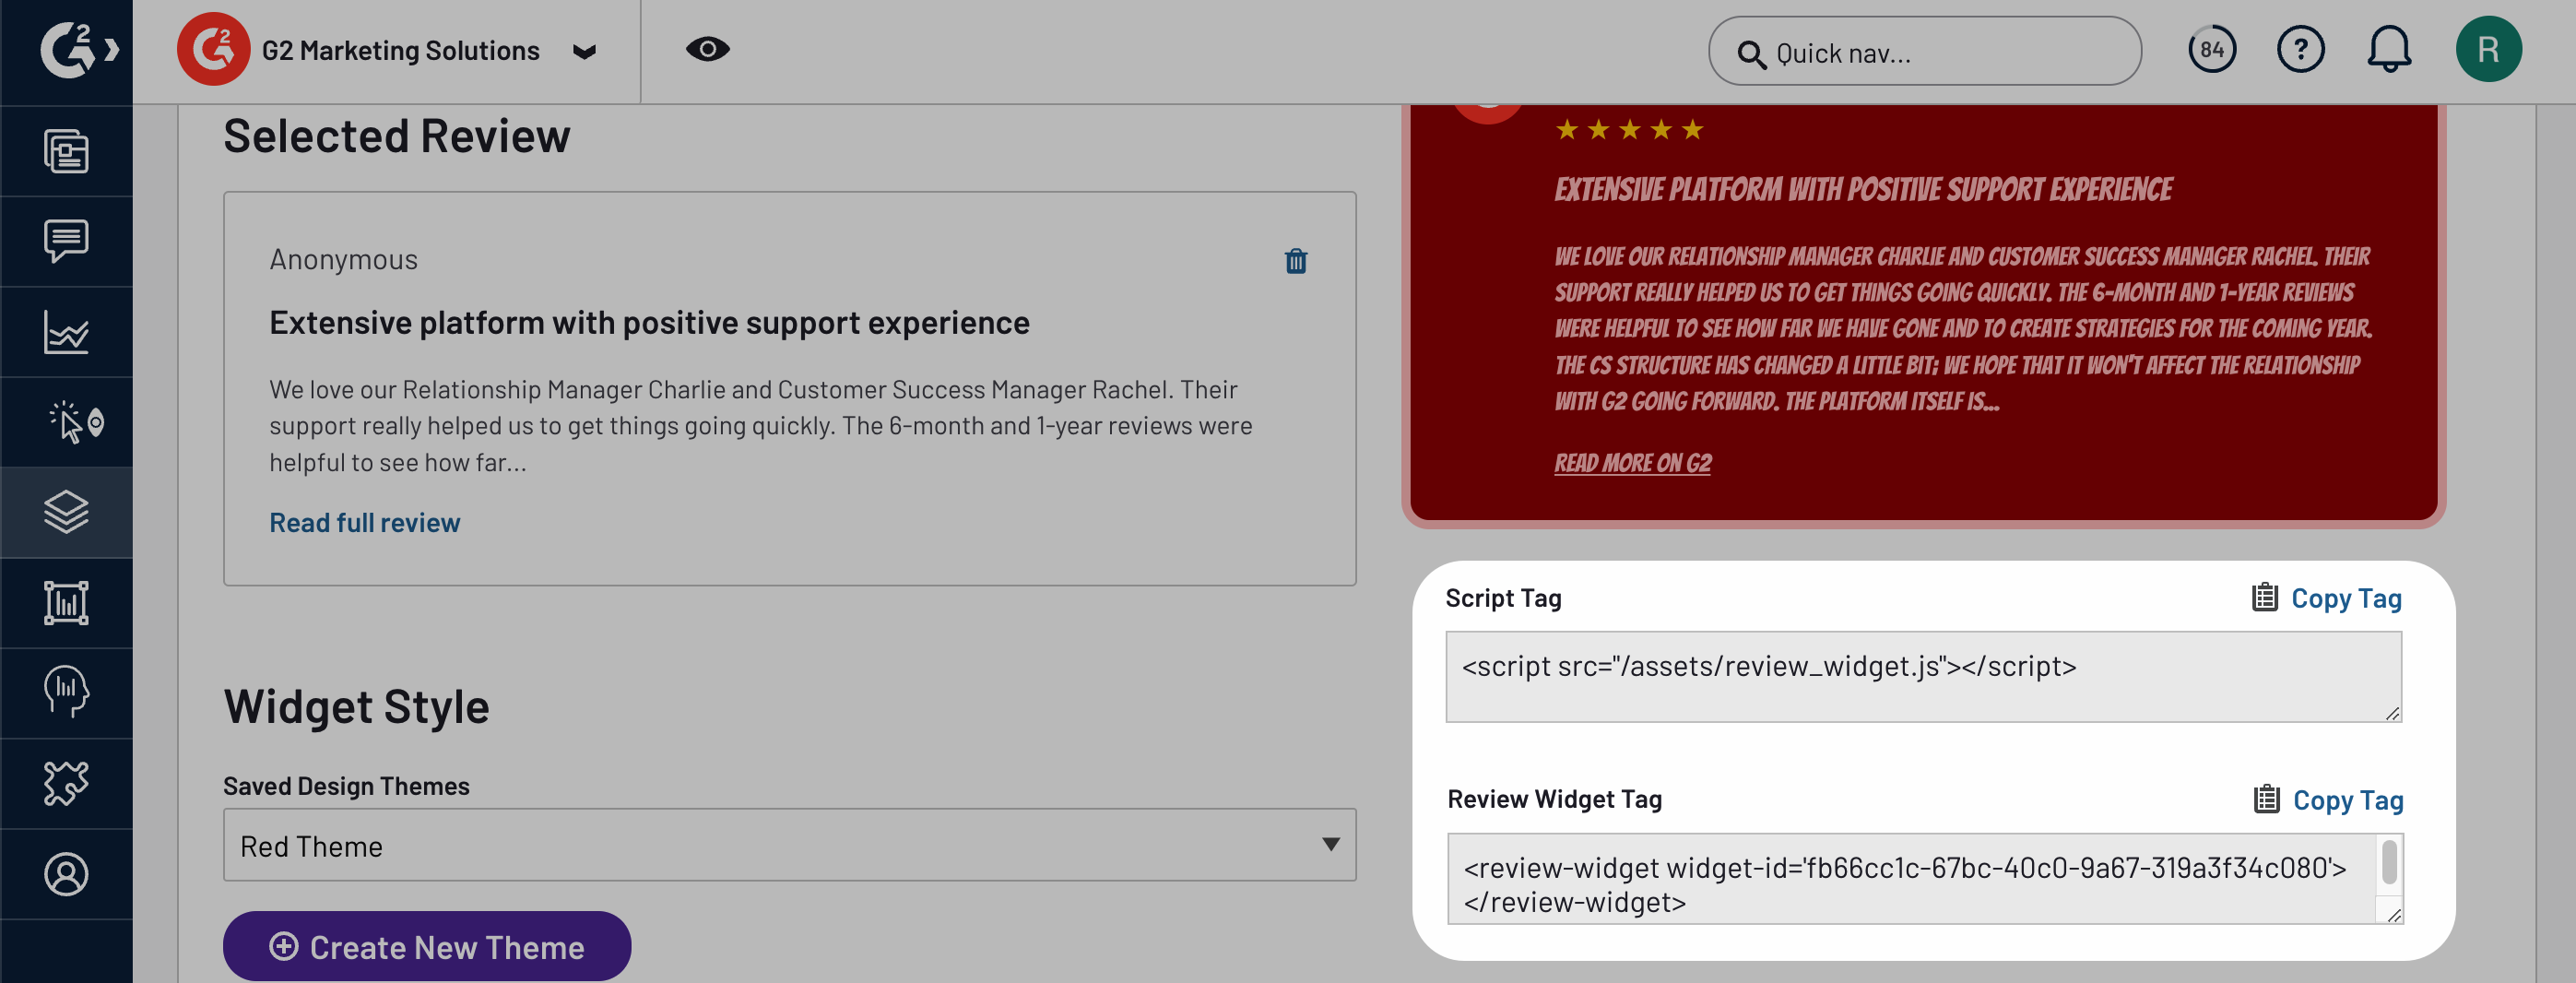 G2
G2 Marketing Solutions
Quick nav...
84
?
R
Selected Review
Anonymous
Extensive platform with positive support experience
We love our Relationship Manager Charlie and Customer Success Manager Rachel. Their
support really helped us to get things going quickly. The 6-month and 1-year reviews were
helpful to see how far...
Read full review
Widget Style
Saved Design Themes
Red Theme
Create New Theme
EXTENSIVE PLATFORM WITH POSITIVE SUPPORT EXPERIENCE
WE LOVE OUR RELATIONSHIP MANAGER CHARLIE AND CUSTOMER SUCCESS MANAGER RACHEL. THEIR
SUPPORT REALLY HELPED US TO GET THINGS GOING QUICKLY. THE 6-MONTH AND 1-YEAR REVIEWS
WERE HELPFUL TO SEE HOW FAR WE HAVE GONE AND TO CREATE STRATEGIES FOR THE COMING YEAR.
THE CS STRUCTURE HAS CHANGED A LITTLE BIT; WE HOPE THAT IT WON'T AFFECT THE RELATIONSHIP
WITH G2 GOING FORWARD. THE PLATFORM ITSELF IS...
READ MORE ON G2
Script Tag
Copy Tag
<script src="/assets/review_widget.js"></script>
Review Widget Tag
Copy Tag
<review-widget widget-id='fb66cc1c-67bc-40c0-9a67-319a3f34c080'>
</review-widget>